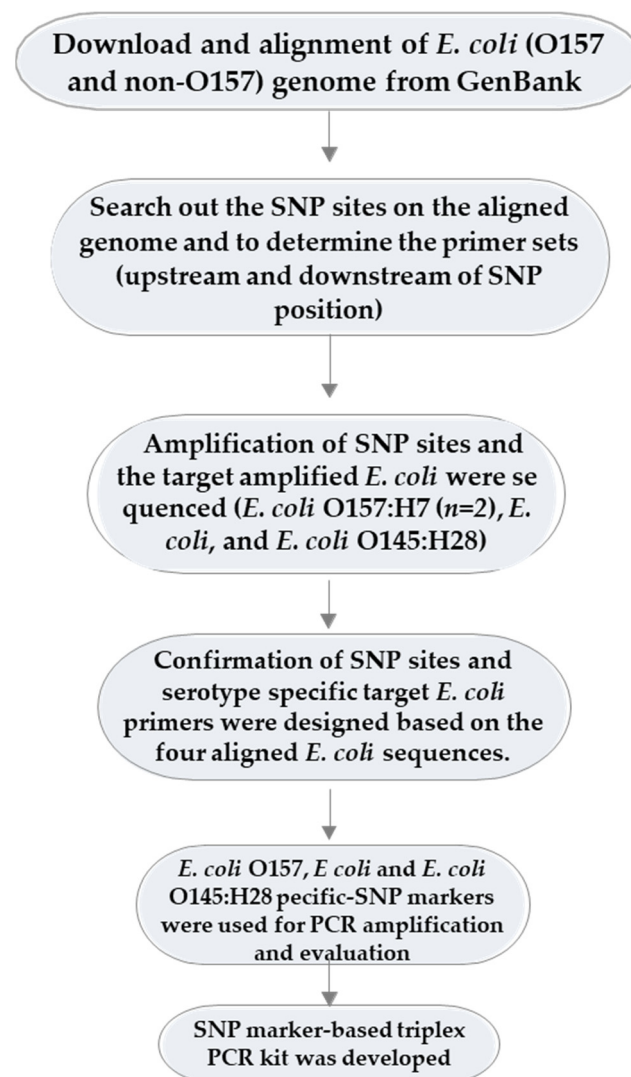 Download and alignment of E. coli (O157
and non-O157) genome from GenBank
Search out the SNP sites on the aligned
genome and to determine the primer sets
(upstream and downstream of SNP
position)
Amplification of SNP sites and
the target amplified E. coli were se
quenced (E. coli O157:H7 (n=2), E.
coli, and E. coli O145:H28)
Confirmation of SNP sites and
serotype specific target E. coli
primers were designed based on the
four aligned E. coli sequences.
E. coli O157, E coli and E. coli
O145:H28 pecific-SNP markers
were used for PCR amplification
and evaluation
SNP marker-based triplex
PCR kit was developed